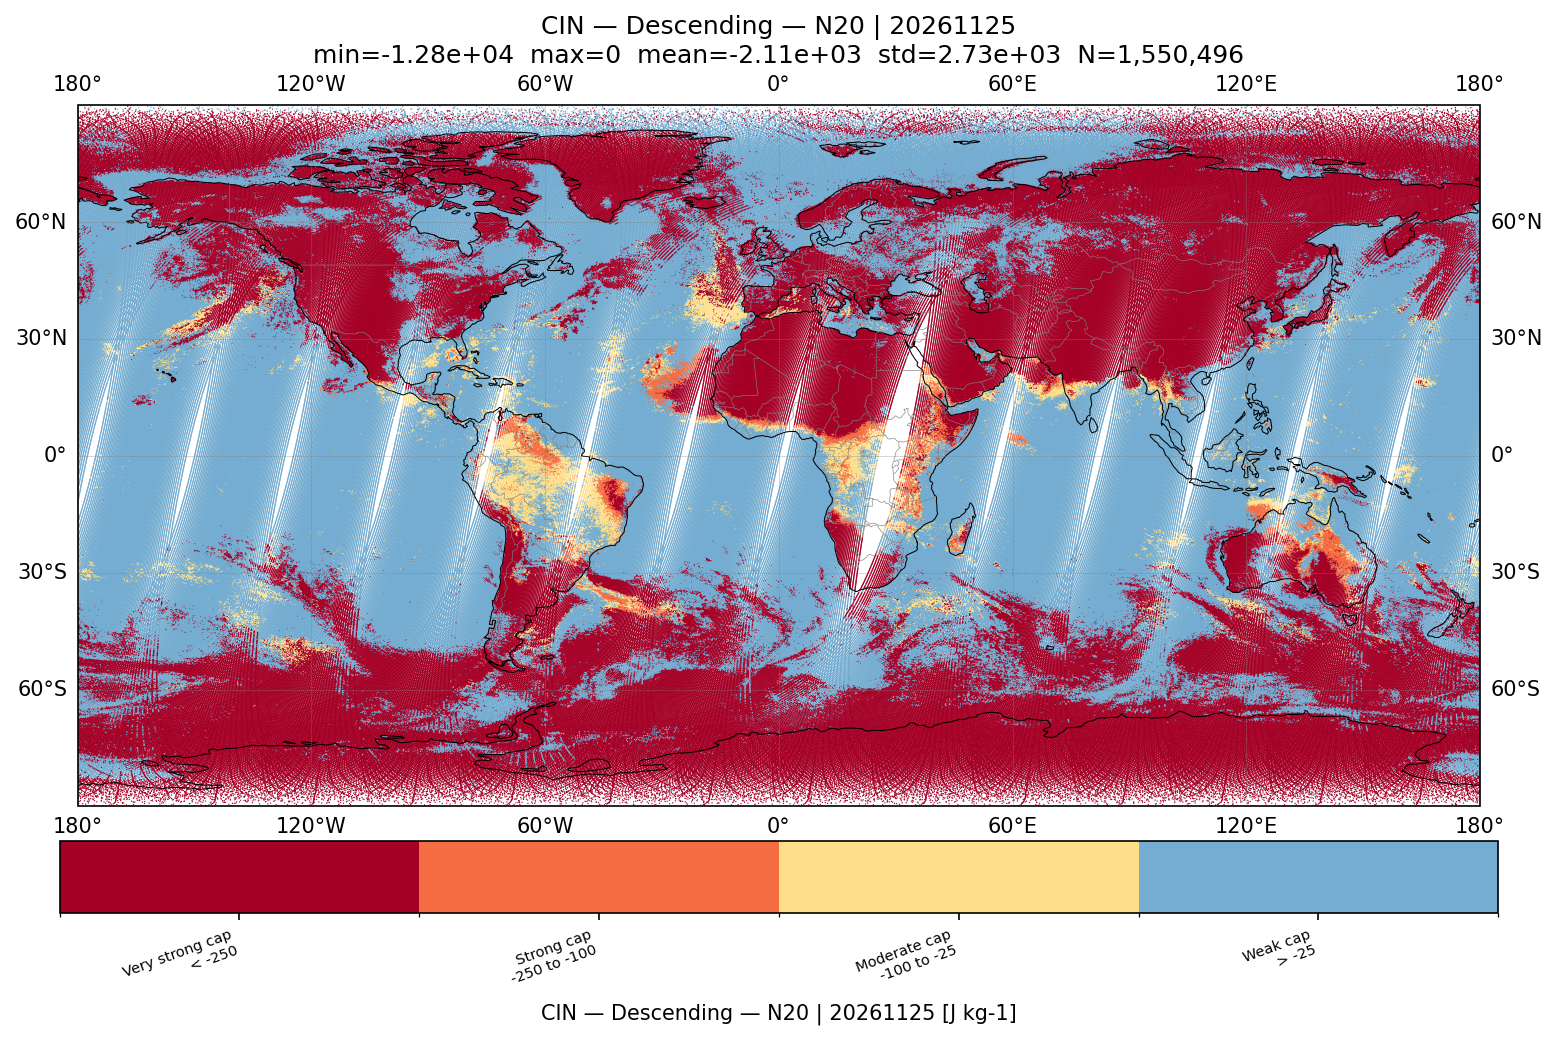 CIN — Descending — N20 | 20261125
min=-1.28e+04 max=0 mean=-2.11e+03 std=2.73e+03 N=1,550,496
180° 120°W 60°W 0° 60°E 120°E 180°
60°N 60°N
30°N 30°N
0° 0°
30°S 30°S
60°S 60°S
180° 120°W 60°W 0° 60°E 120°E 180°
Very strong cap
< -250
Strong cap
-250 to -100
Moderate cap
-100 to -25
Weak cap
> -25
CIN — Descending — N20 | 20261125 [J kg-1]